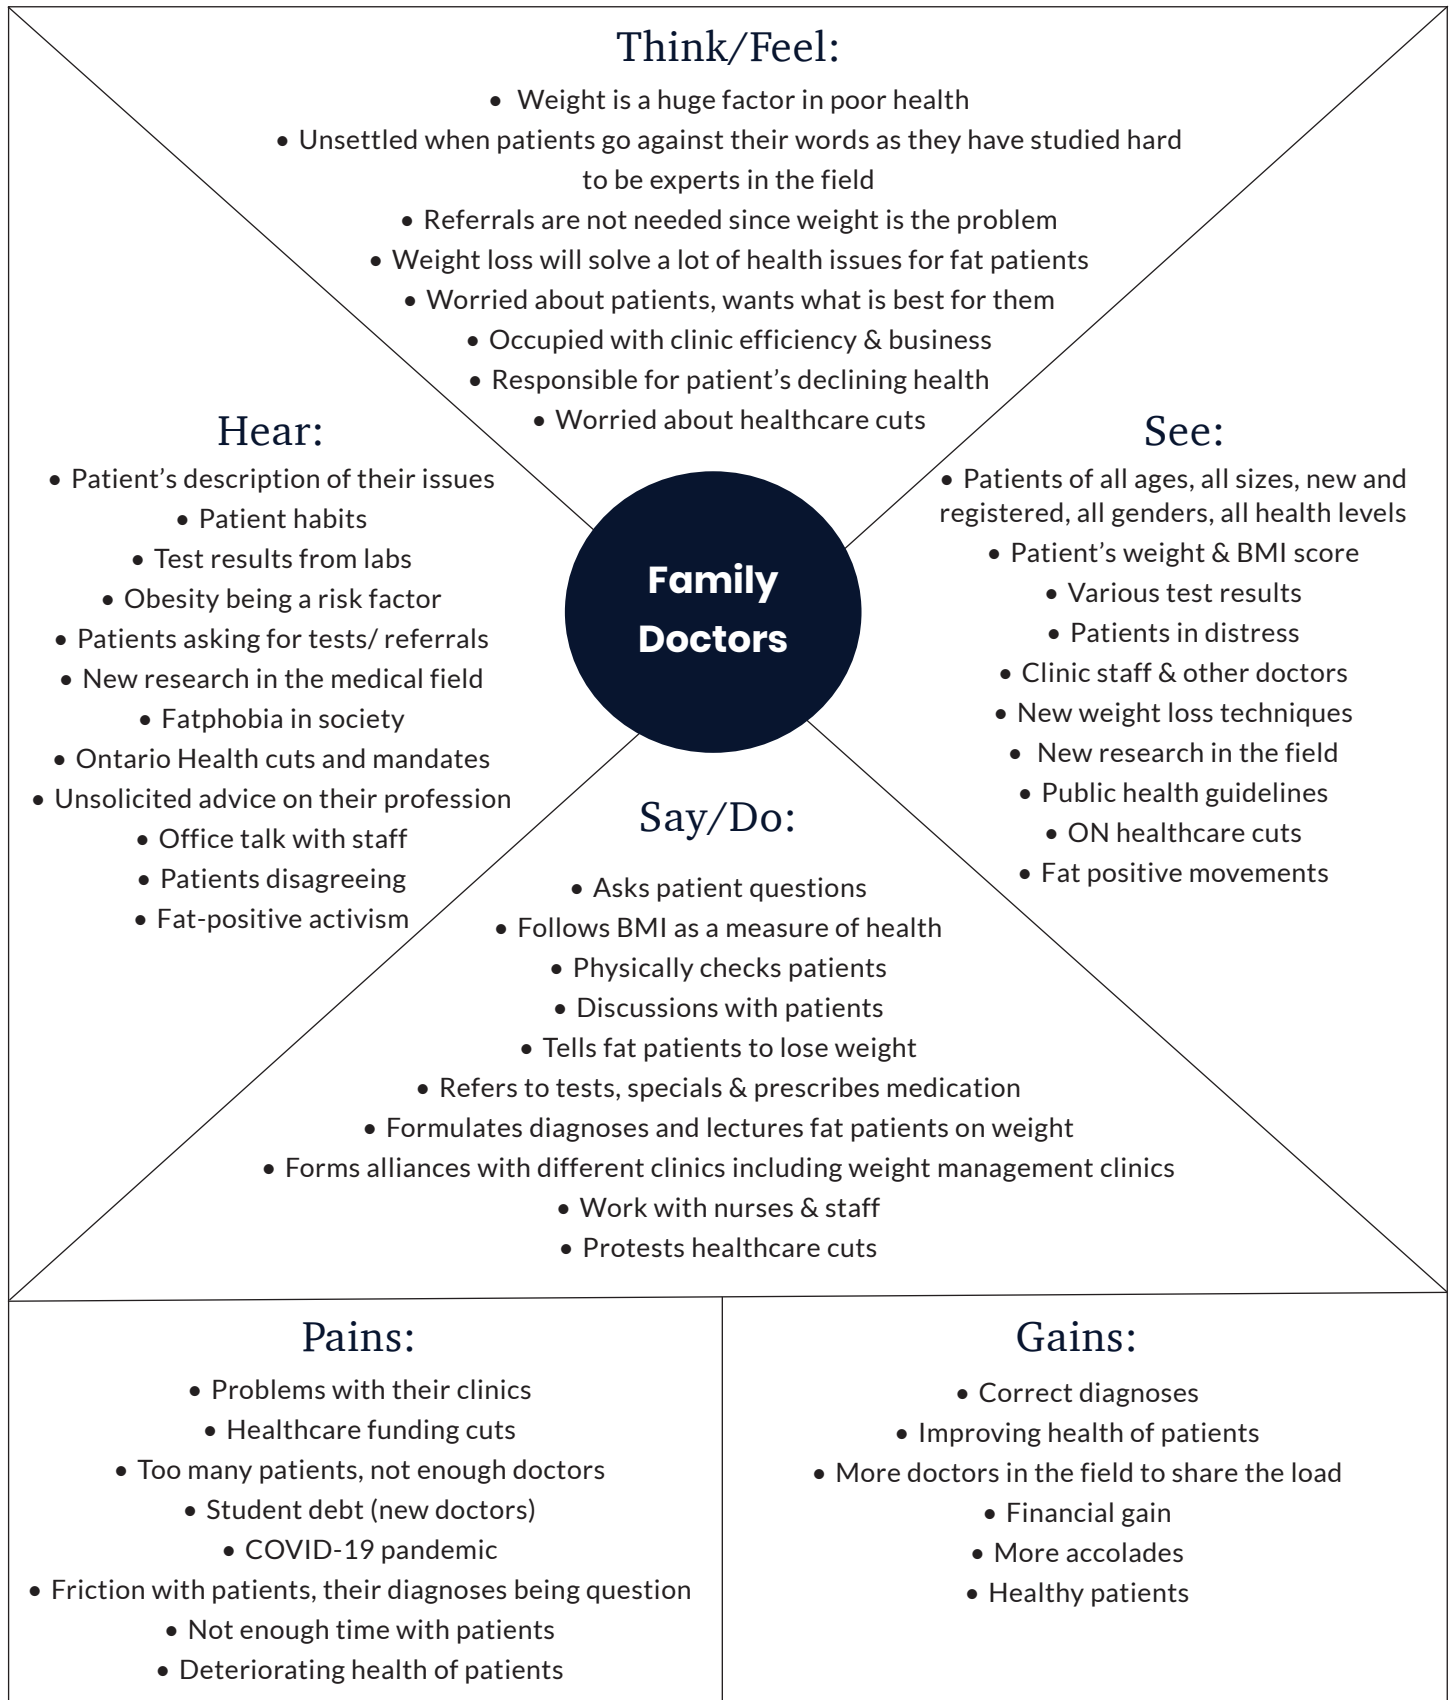 Think/Feel:
• Weight is a huge factor in poor health
• Unsettled when patients go against their words as they have studied hard
to be experts in the field
• Referrals are not needed since weight is the problem
• Weight loss will solve a lot of health issues for fat patients
• Worried about patients, wants what is best for them
• Occupied with clinic efficiency & business
• Responsible for patient’s declining health
• Worried about healthcare cuts
Hear:
• Patient’s description of their issues
• Patient habits
• Test results from labs
• Obesity being a risk factor
• Patients asking for tests/ referrals
• New research in the medical field
• Fatphobia in society
• Ontario Health cuts and mandates
• Unsolicited advice on their profession
• Office talk with staff
• Patients disagreeing
• Fat-positive activism
Family
Doctors
See:
• Patients of all ages, all sizes, new and
registered, all genders, all health levels
• Patient’s weight & BMI score
• Various test results
• Patients in distress
• Clinic staff & other doctors
• New weight loss techniques
• New research in the field
• Public health guidelines
• ON healthcare cuts
• Fat positive movements
Say/Do:
• Asks patient questions
• Follows BMI as a measure of health
• Physically checks patients
• Discussions with patients
• Tells fat patients to lose weight
• Refers to tests, specials & prescribes medication
• Formulates diagnoses and lectures fat patients on weight
• Forms alliances with different clinics including weight management clinics
• Work with nurses & staff
• Protests healthcare cuts
Pains:
• Problems with their clinics
• Healthcare funding cuts
• Too many patients, not enough doctors
• Student debt (new doctors)
• COVID-19 pandemic
• Friction with patients, their diagnoses being question
• Not enough time with patients
• Deteriorating health of patients
Gains:
• Correct diagnoses
• Improving health of patients
• More doctors in the field to share the load
• Financial gain
• More accolades
• Healthy patients